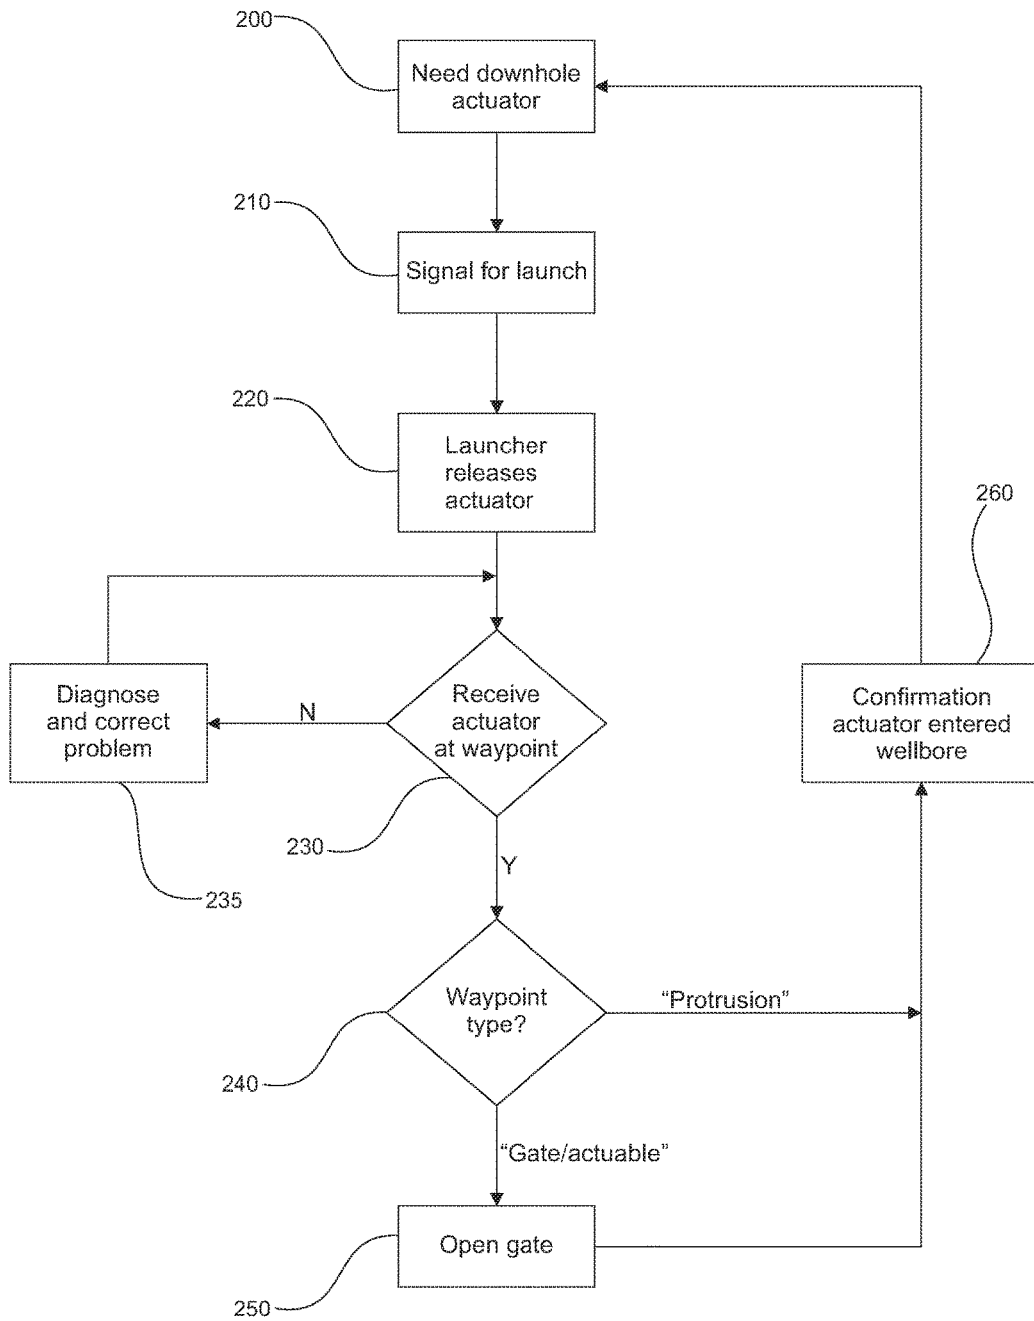 200
Need downhole
actuator
210
Signal for launch
220
Launcher
releases
actuator
260
Diagnose
and correct
problem
N
Receive
actuator
at waypoint
Confirmation
actuator entered
wellbore
230
Y
235
Waypoint
type?
“Protrusion”
240
“Gate/actuable”
Open gate
250